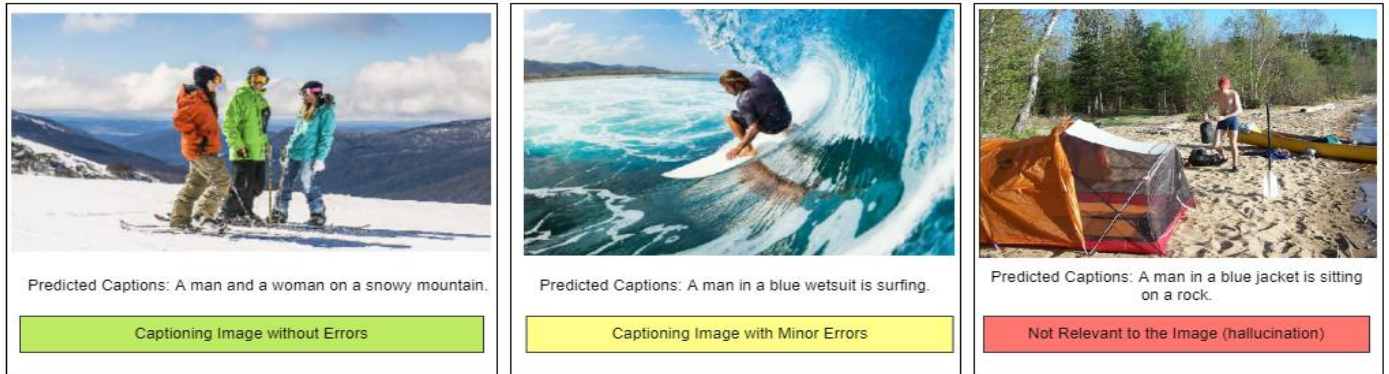 Predicted Captions: A man and a woman on a snowy mountain.
Captioning Image without Errors
Predicted Captions: A man in a blue wetsuit is surfing.
Captioning Image with Minor Errors
Predicted Captions: A man in a blue jacket is sitting
on a rock.
Not Relevant to the Image (hallucination)